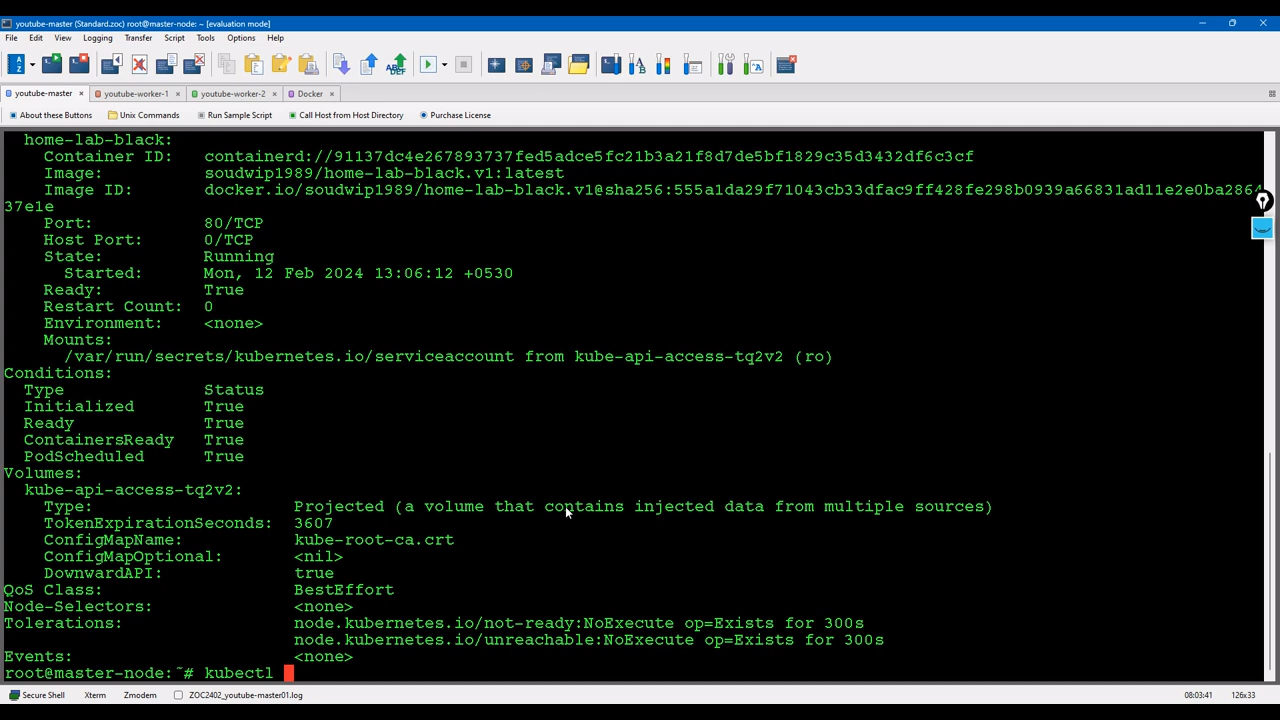 youtube-master (Standard.zoc) root@master-node: ~ [evaluation mode]
File Edit View Logging Transfer Script Tools Options Help
youtube-master youtube-worker-1 youtube-worker-2 Docker
About these Buttons Unix Commands Run Sample Script Call Host from Host Directory Purchase License
home-lab-black:
Container ID: containerd://91137dc4e267893737fed5adce5fc21b3a21f8d7de5bf1829c35d3432df6c3cf
Image: soudwip1989/home-lab-black.v1:latest
Image ID: docker.io/soudwip1989/home-lab-black.v1@sha256:555a1da29f71043cb33dfac9ff428fe298b0939a66831ad11e2e0ba2864
37e1e
Port: 80/TCP
Host Port: 0/TCP
State: Running
Started: Mon, 12 Feb 2024 13:06:12 +0530
Ready: True
Restart Count: 0
Environment: <none>
Mounts:
/var/run/secrets/kubernetes.io/serviceaccount from kube-api-access-tq2v2 (ro)
Conditions:
Type Status
Initialized True
Ready True
ContainersReady True
PodScheduled True
Volumes:
kube-api-access-tq2v2:
Type: Projected (a volume that contains injected data from multiple sources)
TokenExpirationSeconds: 3607
ConfigMapName: kube-root-ca.crt
ConfigMapOptional: <nil>
DownwardAPI: true
QoS Class: BestEffort
Node-Selectors: <none>
Tolerations: node.kubernetes.io/not-ready:NoExecute op=Exists for 300s
node.kubernetes.io/unreachable:NoExecute op=Exists for 300s
Events: <none>
root@master-node:~# kubectl
Secure Shell Xterm Zmodem ZOC2402_youtube-master01.log 08:03:41 126x33